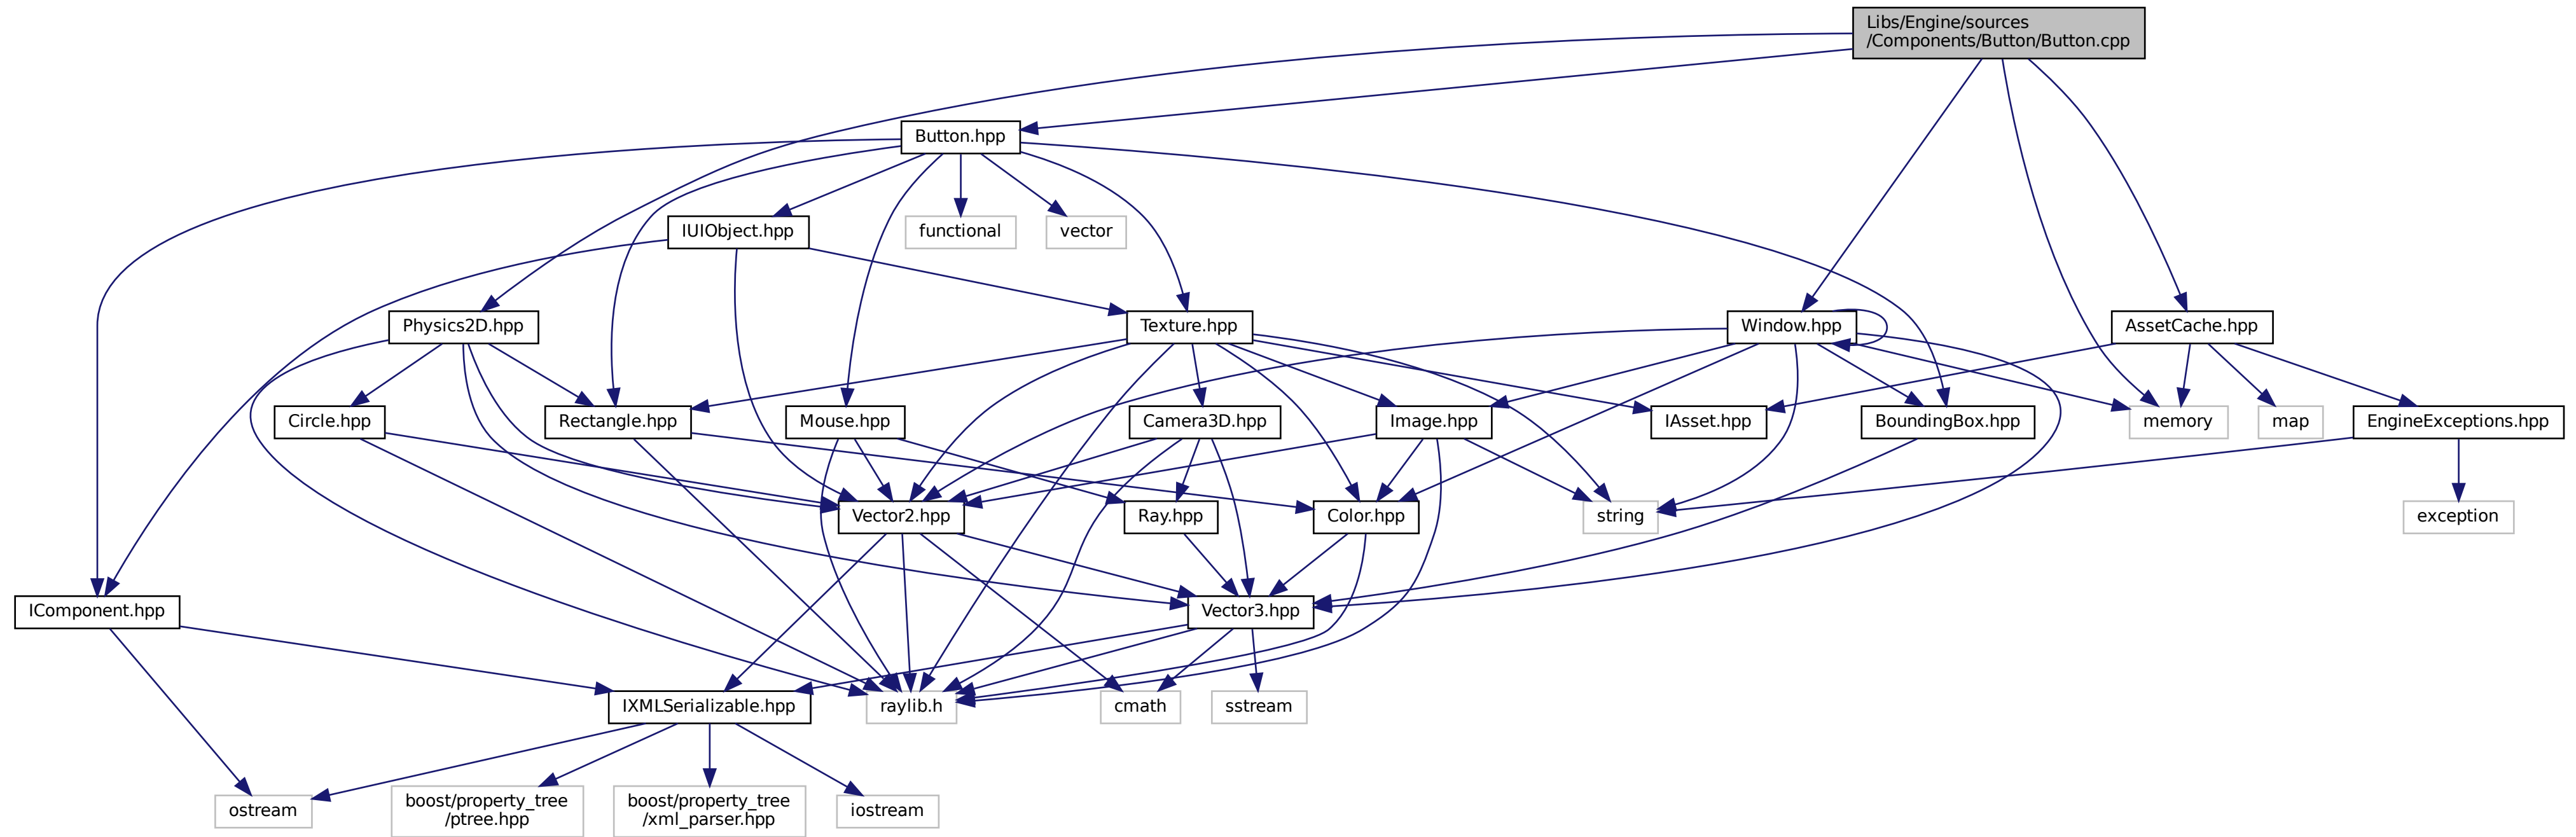 Libs/Engine/sources
/Components/Button/Button.cpp
Button.hpp
IUIObject.hpp
functional
vector
Physics2D.hpp
Texture.hpp
Window.hpp
AssetCache.hpp
Circle.hpp
Rectangle.hpp
Mouse.hpp
Camera3D.hpp
Image.hpp
IAsset.hpp
BoundingBox.hpp
memory
map
EngineExceptions.hpp
Vector2.hpp
Ray.hpp
Color.hpp
string
exception
IComponent.hpp
Vector3.hpp
IXMLSerializable.hpp
raylib.h
cmath
sstream
ostream
boost/property_tree
/ptree.hpp
boost/property_tree
/xml_parser.hpp
iostream